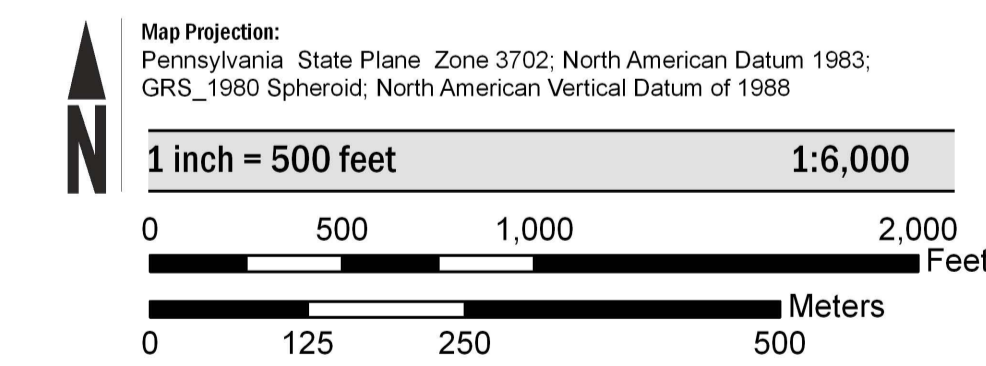 Map Projection:
Pennsylvania State Plane Zone 3702; North American Datum 1983;
GRS_1980 Spheroid; North American Vertical Datum of 1988
N
1 inch = 500 feet 1:6,000
0 500 1,000 2,000
Feet
Meters
0 125 250 500